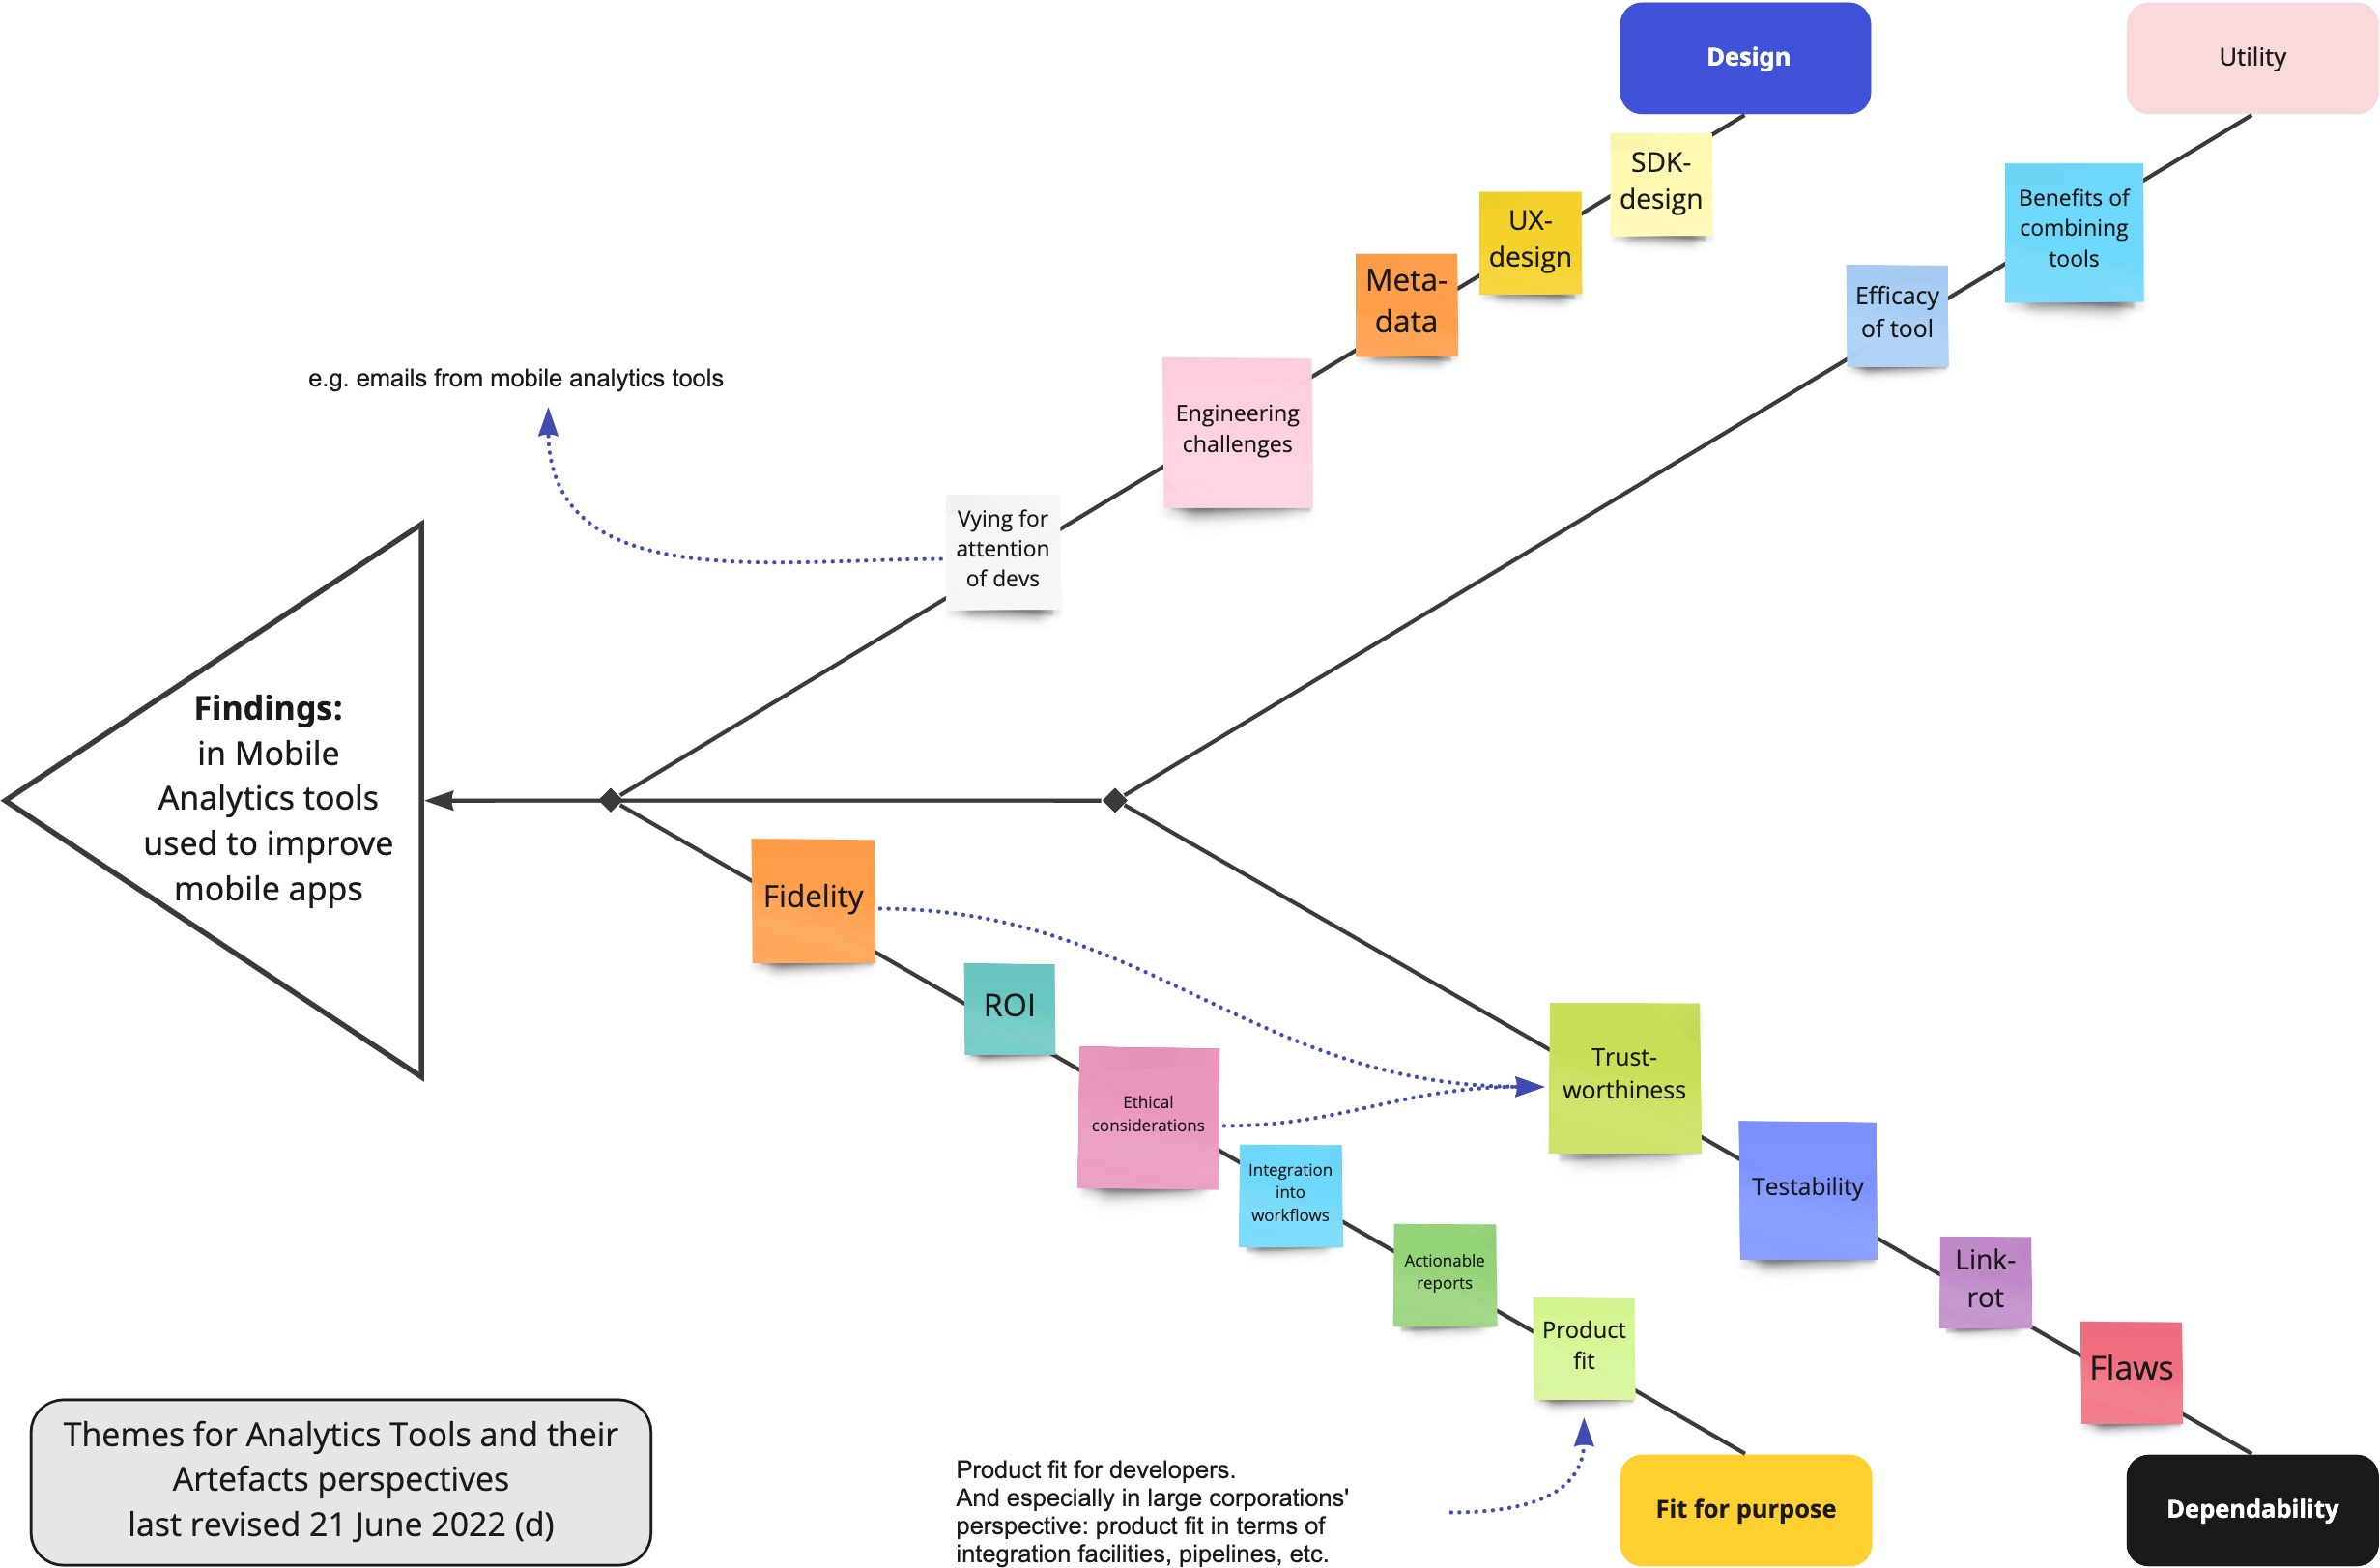 Design
Utility
SDK-
design
Benefits of
combining
tools
UX-
design
Meta-
data
Efficacy
of tool
e.g. emails from mobile analytics tools
Engineering
challenges
Vying for
attention
of devs
Findings:
in Mobile
Analytics tools
used to improve
mobile apps
Fidelity
ROI
Ethical
considerations
Trust-
worthiness
Integration
into
workflows
Testability
Actionable
reports
Link-
rot
Product
fit
Flaws
Themes for Analytics Tools and their
Artefacts perspectives
last revised 21 June 2022 (d)
Product fit for developers.
And especially in large corporations'
perspective: product fit in terms of
integration facilities, pipelines, etc.
Fit for purpose
Dependability